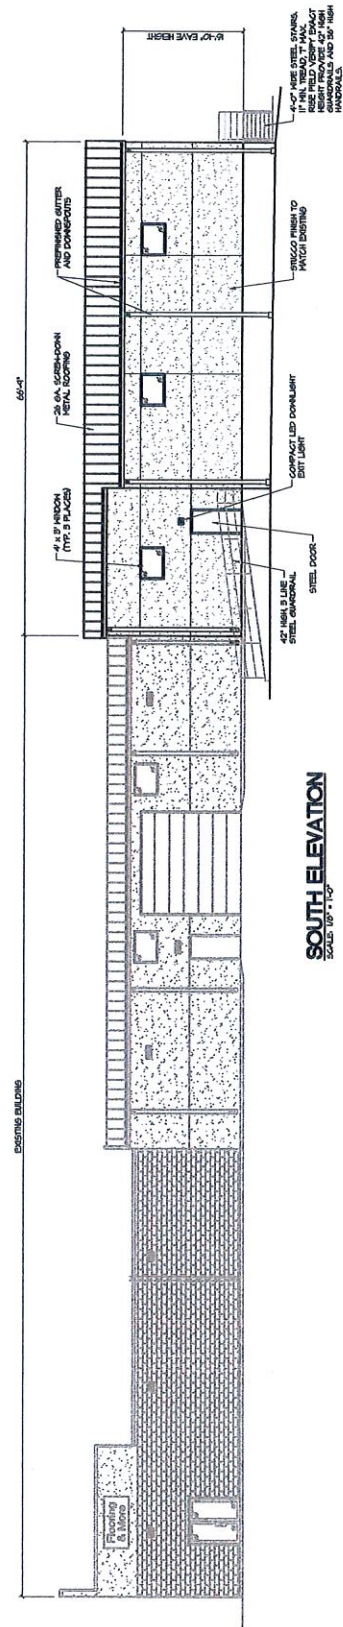 EXISTING BUILDING
66'-4"
Flooring
& More
4' x 3' WINDOW
(TYP. 3 PLACES)
26 GA. SCREW-DOWN
METAL ROOFING
PREFINISHED GUTTER
AND DOWNSPOUTS
15'-10" EAVE HEIGHT
4'-0" WIDE STEEL STAIRS,
11" MIN. TREAD, 7" MAX.
RISE FIELD VERIFY EXACT
HEIGHT PROVIDE 42" HIGH
GUARDRAILS AND 36" HIGH
HANDRAILS.
42" HIGH, 3 LINE
STEEL GUARDRAIL
STEEL DOOR
COMPACT LED DOWNLIGHT
EXIT LIGHT
STUCCO FINISH TO
MATCH EXISTING
SOUTH ELEVATION
SCALE: 1/8" = 1'-0"